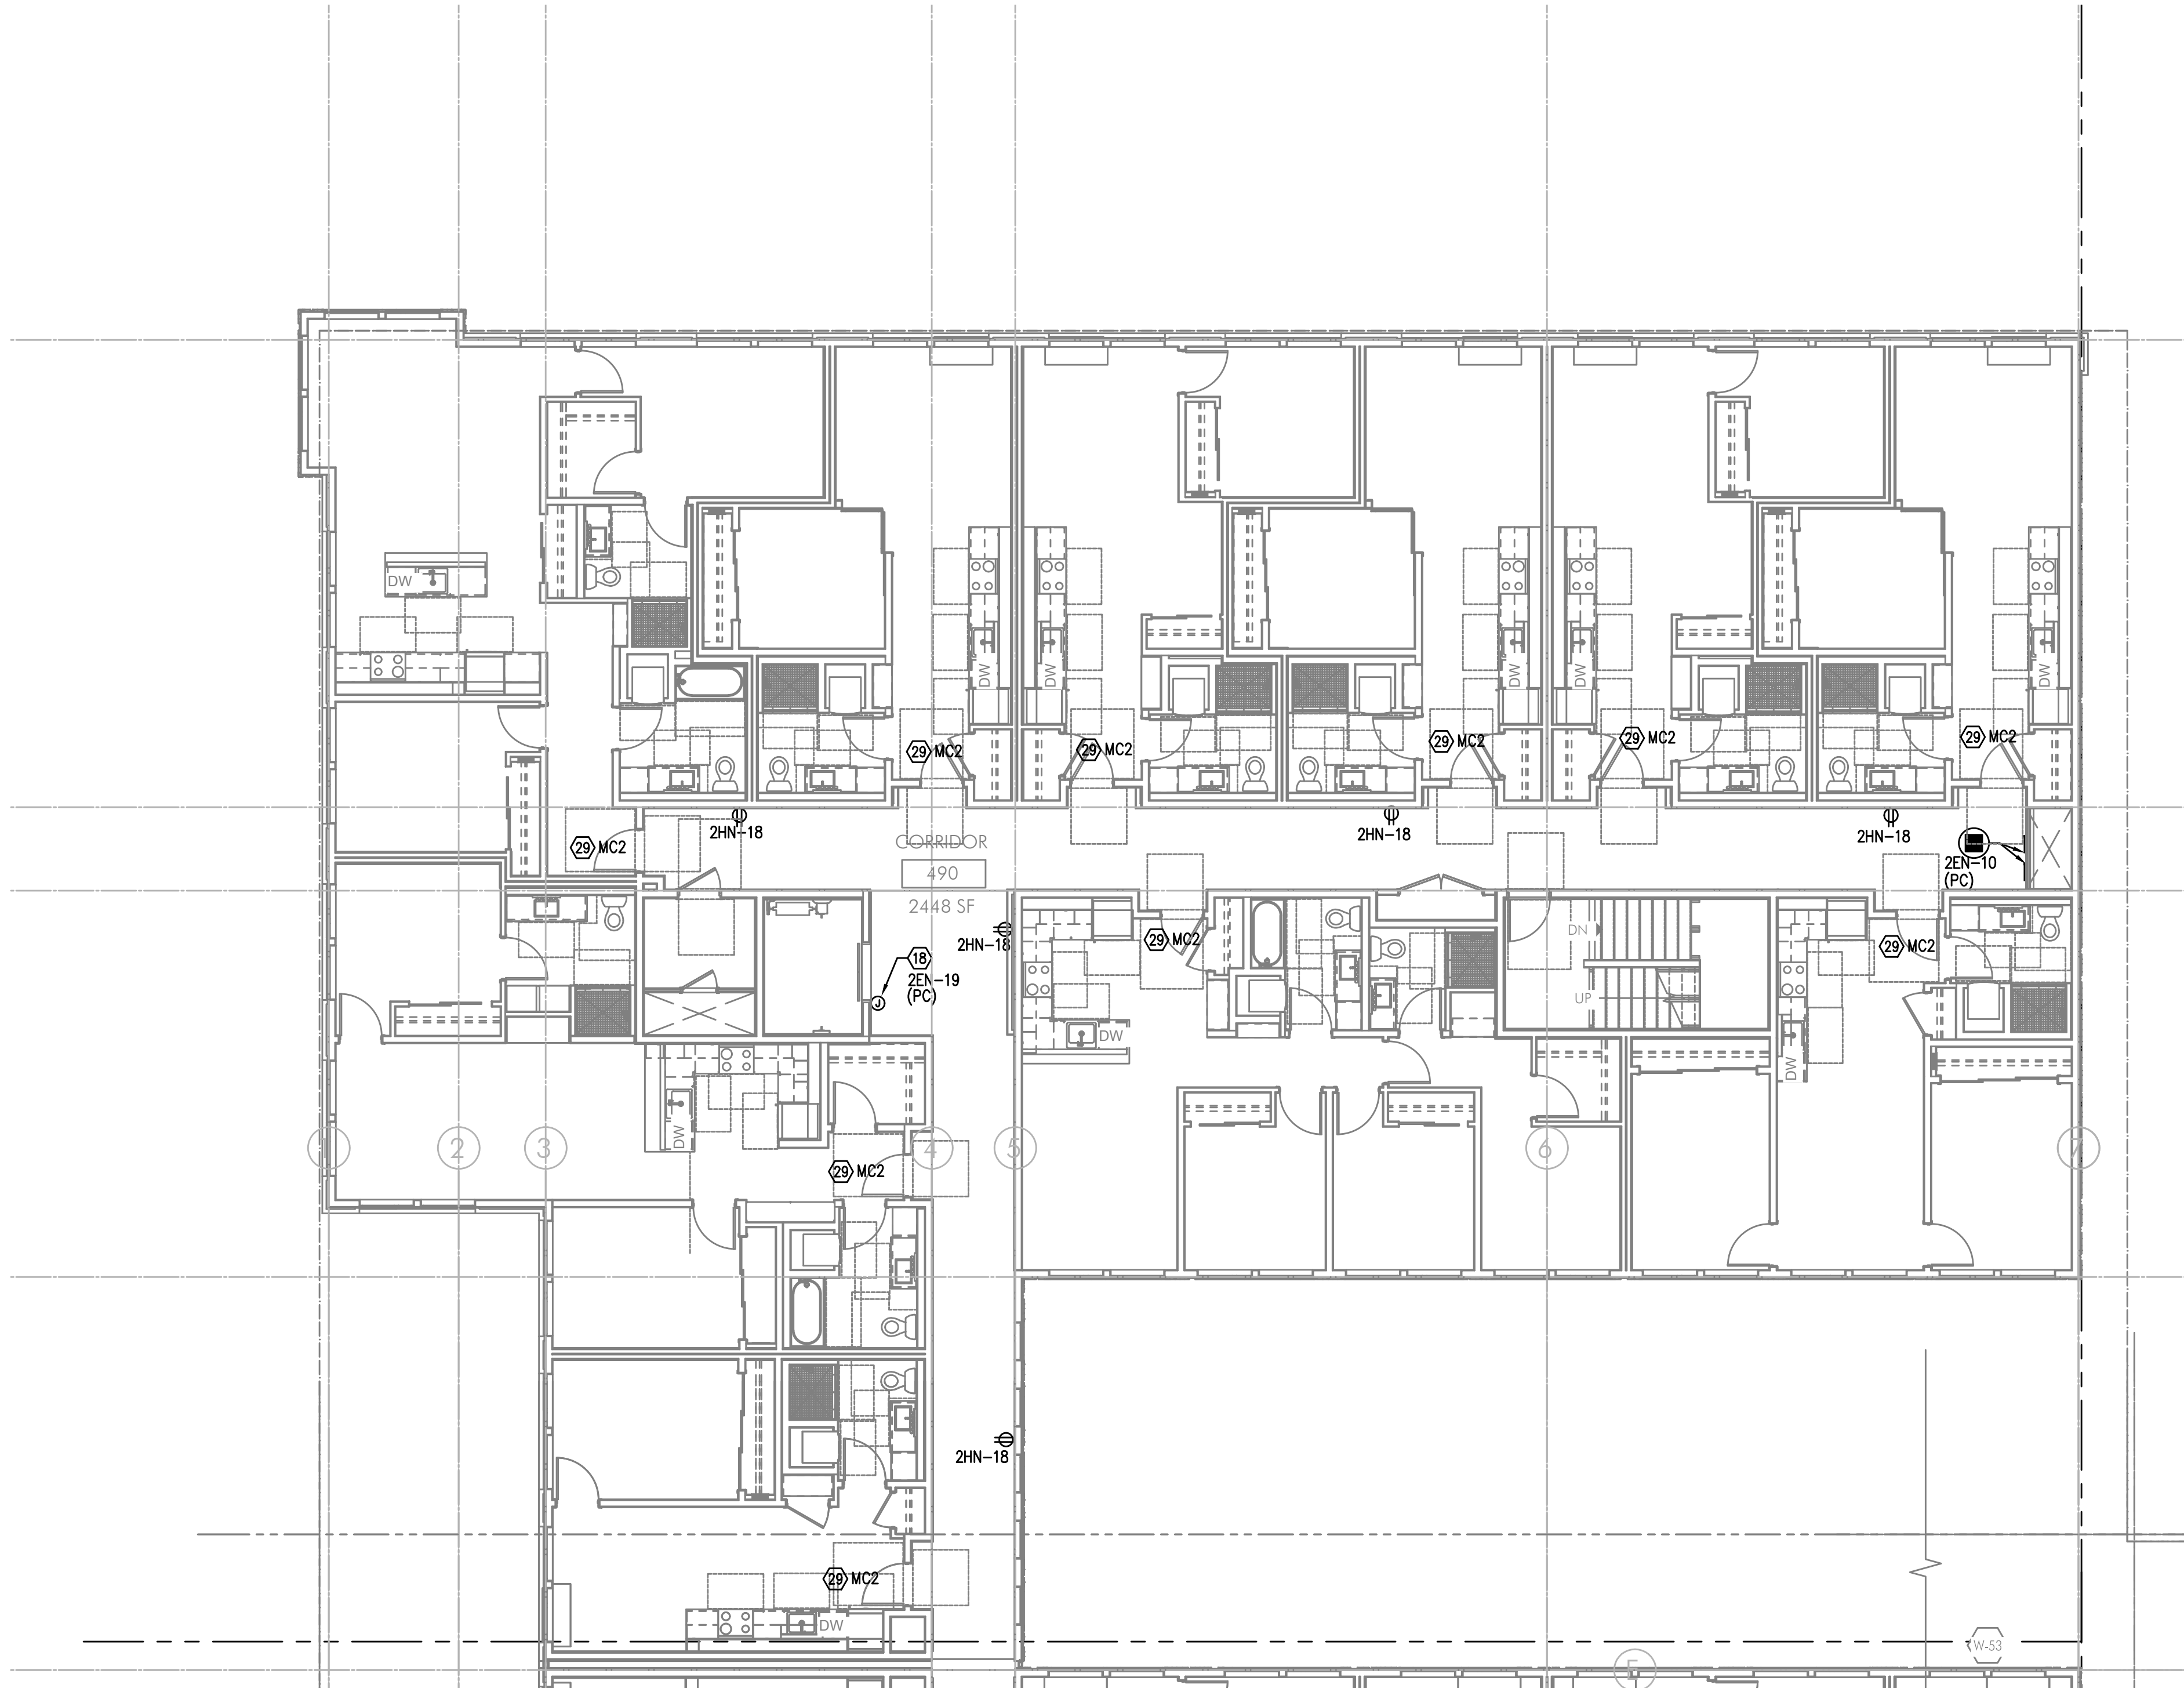 DW
DW
DW
DW
DW
DW
29 MC2
29 MC2
29 MC2
29 MC2
29 MC2
2HN-18
2HN-18
2HN-18
CORRIDOR
29 MC2
490
2EN-10
(PC)
2448 SF
DN
29 MC2
29 MC2
2HN-18
18
2EN-19
(PC)
J
UP
DW
DW
DW
1
2
3
4
5
6
7
29 MC2
2HN-18
29 MC2
DW
W-53